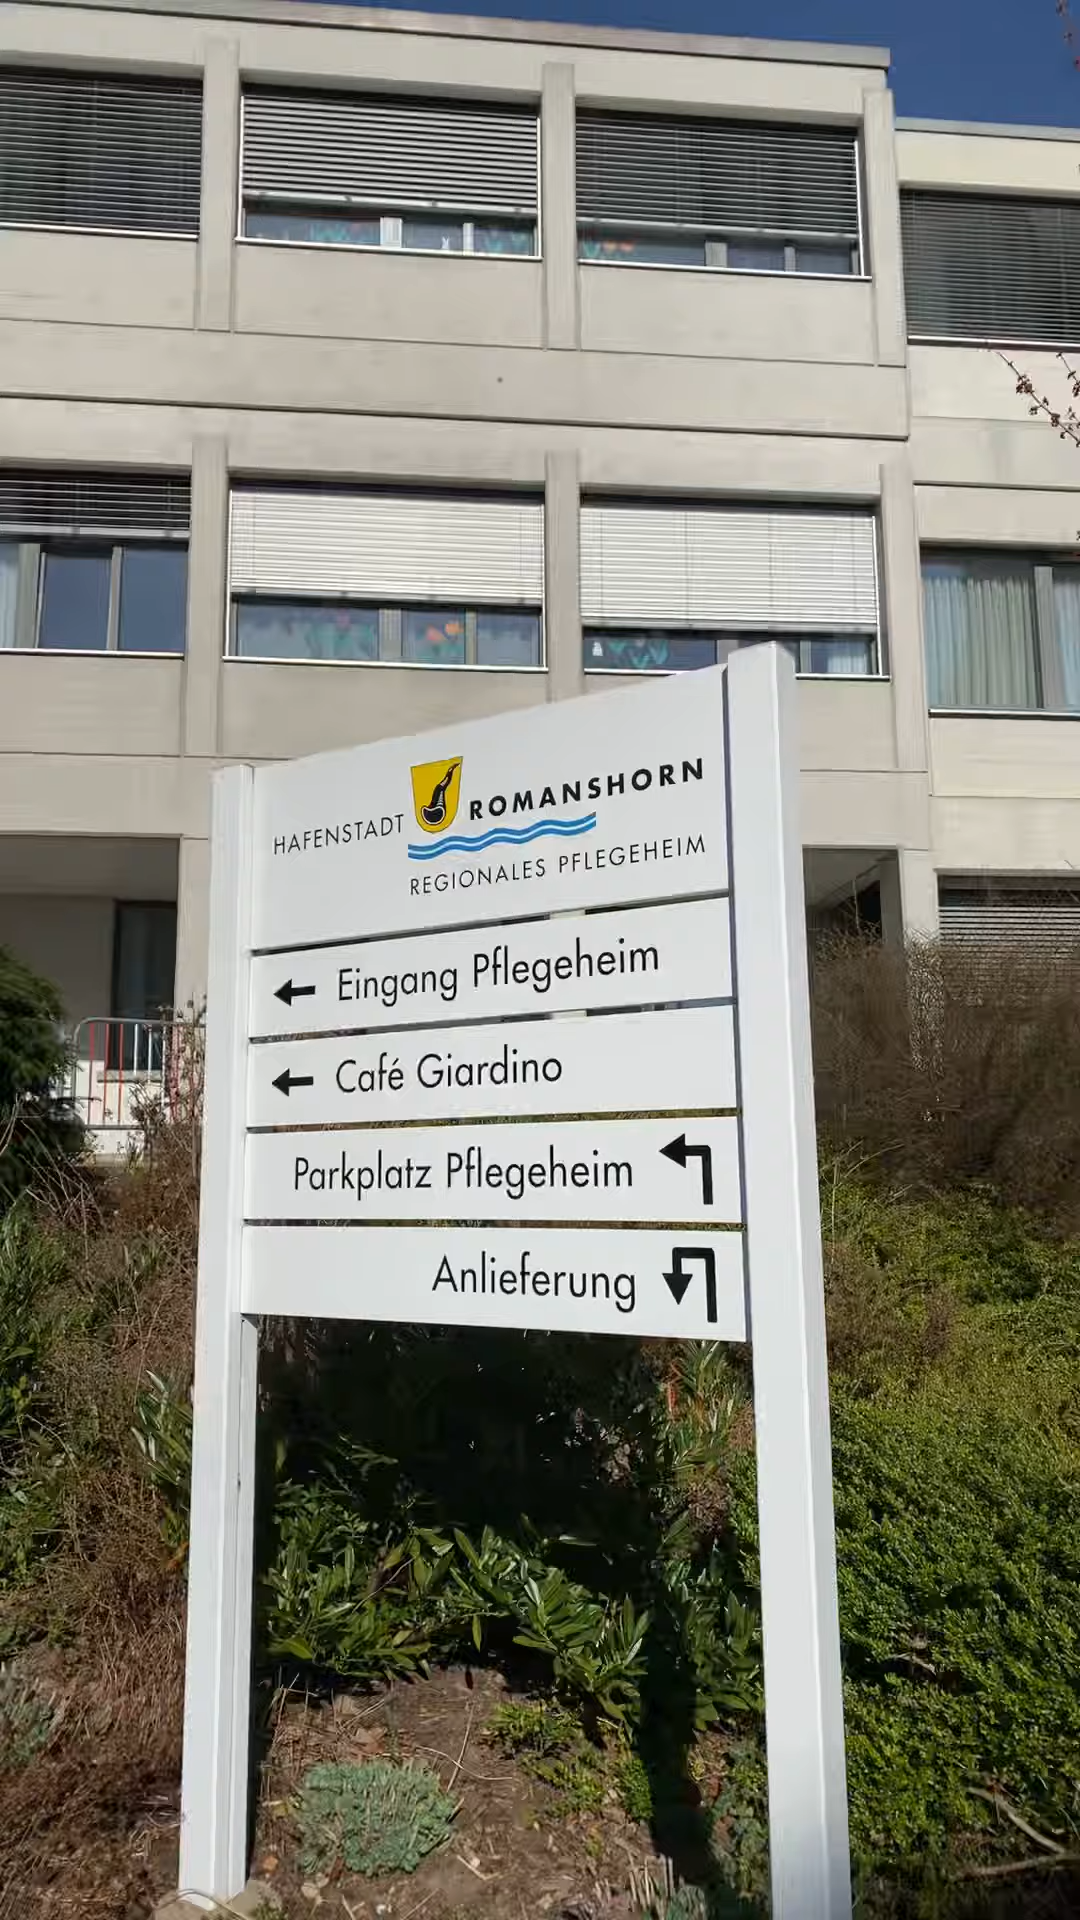 HAFENSTADT ROMANSHORN
REGIONALES PFLEGEHEIM
Eingang Pflegeheim
Café Giardino
Parkplatz Pflegeheim
Anlieferung